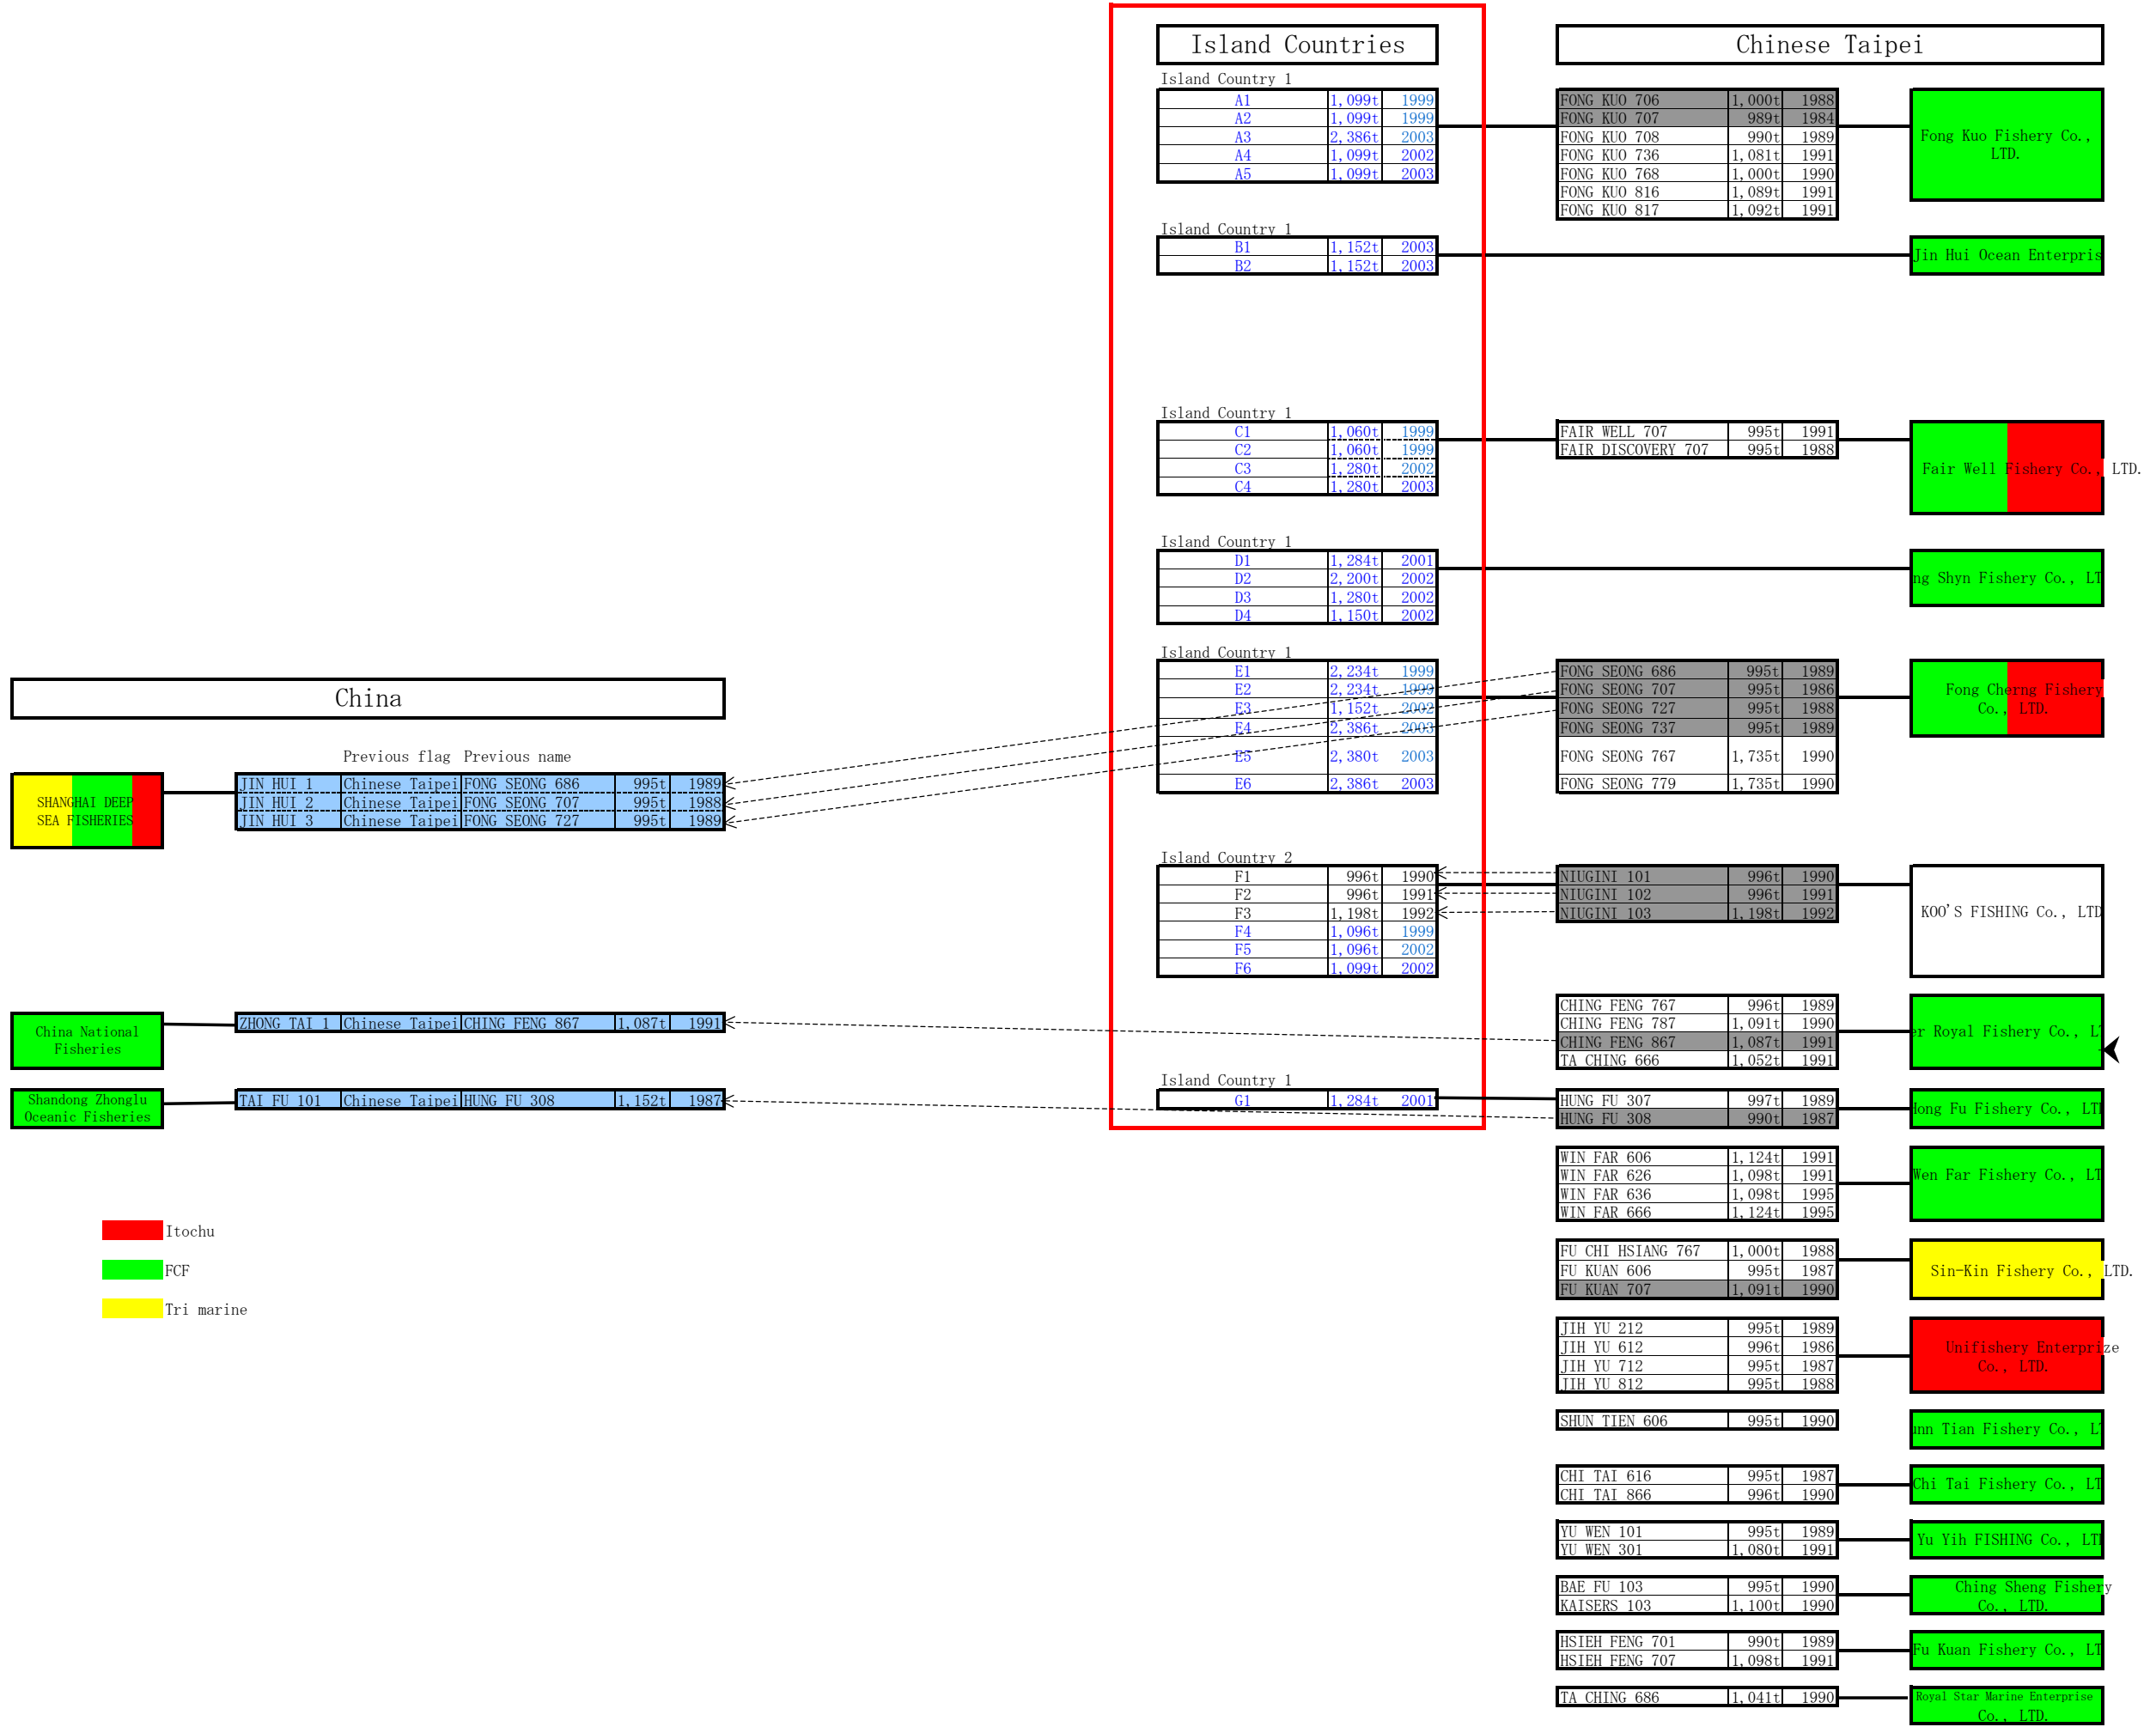 Island Countries
Chinese Taipei
Island Country 1
A1 1,099t 1999
A2 1,099t 1999
A3 2,386t 2003
A4 1,099t 2002
A5 1,099t 2003
FONG KUO 706 1,000t 1988
FONG KUO 707 989t 1984
FONG KUO 708 990t 1989
FONG KUO 736 1,081t 1991
FONG KUO 768 1,000t 1990
FONG KUO 816 1,089t 1991
FONG KUO 817 1,092t 1991
Fong Kuo Fishery Co.,
LTD.
Island Country 1
B1 1,152t 2003
B2 1,152t 2003
Jin Hui Ocean Enterpris
Island Country 1
C1 1,060t 1999
C2 1,060t 1999
C3 1,280t 2002
C4 1,280t 2003
FAIR WELL 707 995t 1991
FAIR DISCOVERY 707 995t 1988
Fair Well Fishery Co., LTD.
Island Country 1
D1 1,284t 2001
D2 2,200t 2002
D3 1,280t 2002
D4 1,150t 2002
ng Shyn Fishery Co., LT
Island Country 1
E1 2,234t 1999
E2 2,234t 1999
E3 1,152t 2002
E4 2,386t 2003
E5 2,380t 2003
E6 2,386t 2003
FONG SEONG 686 995t 1989
FONG SEONG 707 995t 1986
FONG SEONG 727 995t 1988
FONG SEONG 737 995t 1989
FONG SEONG 767 1,735t 1990
FONG SEONG 779 1,735t 1990
Fong Cherng Fishery
Co., LTD.
China
Previous flag Previous name
SHANGHAI DEEP
SEA FISHERIES
JIN HUI 1 Chinese Taipei FONG SEONG 686 995t 1989
JIN HUI 2 Chinese Taipei FONG SEONG 707 995t 1988
JIN HUI 3 Chinese Taipei FONG SEONG 727 995t 1989
Island Country 2
F1 996t 1990
F2 996t 1991
F3 1,198t 1992
F4 1,096t 1999
F5 1,096t 2002
F6 1,099t 2002
NIUGINI 101 996t 1990
NIUGINI 102 996t 1991
NIUGINI 103 1,198t 1992
KOO'S FISHING Co., LTD
China National
Fisheries
ZHONG TAI 1 Chinese Taipei CHING FENG 867 1,087t 1991
CHING FENG 767 996t 1989
CHING FENG 787 1,091t 1990
CHING FENG 867 1,087t 1991
TA CHING 666 1,052t 1991
er Royal Fishery Co., LT
Shandong Zhonglu
Oceanic Fisheries
TAI FU 101 Chinese Taipei HUNG FU 308 1,152t 1987
Island Country 1
G1 1,284t 2001
HUNG FU 307 997t 1989
HUNG FU 308 990t 1987
Hong Fu Fishery Co., LTD
WIN FAR 606 1,124t 1991
WIN FAR 626 1,098t 1991
WIN FAR 636 1,098t 1995
WIN FAR 666 1,124t 1995
Wen Far Fishery Co., LT
Itochu
FCF
Tri marine
FU CHI HSIANG 767 1,000t 1988
FU KUAN 606 995t 1987
FU KUAN 707 1,091t 1990
Sin-Kin Fishery Co., LTD.
JIH YU 212 995t 1989
JIH YU 612 996t 1986
JIH YU 712 995t 1987
JIH YU 812 995t 1988
Unifishery Enterprize
Co., LTD.
SHUN TIEN 606 995t 1990
unn Tian Fishery Co., LT
CHI TAI 616 995t 1987
CHI TAI 866 996t 1990
Chi Tai Fishery Co., LT
YU WEN 101 995t 1989
YU WEN 301 1,080t 1991
Yu Yih FISHING Co., LTD
BAE FU 103 995t 1990
KAISERS 103 1,100t 1990
Ching Sheng Fishery
Co., LTD.
HSIEH FENG 701 990t 1989
HSIEH FENG 707 1,098t 1991
Fu Kuan Fishery Co., LT
TA CHING 686 1,041t 1990
Royal Star Marine Enterprise
Co., LTD.